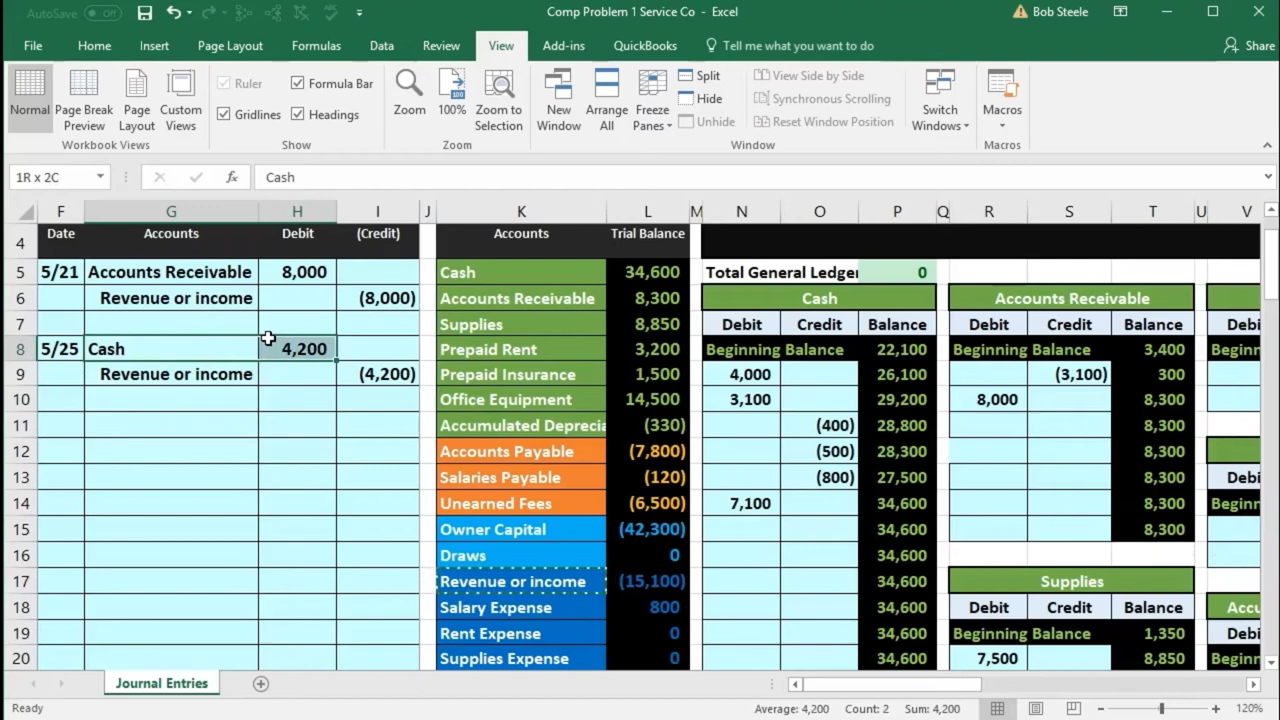 AutoSave Off
Comp Problem 1 Service Co - Excel
Bob Steele
File Home Insert Page Layout Formulas Data Review View Add-ins QuickBooks Tell me what you want to do Share
Normal
Page Break Preview
Page Layout
Custom Views
Ruler
Formula Bar
Gridlines
Headings
Zoom
100%
Zoom to Selection
New Window
Arrange All
Freeze Panes
Split
Hide
Unhide
View Side by Side
Synchronous Scrolling
Reset Window Position
Switch Windows
Macros
Workbook Views Show Zoom Window Macros
1R x 2C fx Cash
F G H I J K L M N O P Q R S T U V
4 Date Accounts Debit (Credit) Accounts Trial Balance
5 5/21 Accounts Receivable 8,000 Cash 34,600 Total General Ledger 0
6 Revenue or income (8,000) Accounts Receivable 8,300 Cash Accounts Receivable
7 Supplies 8,850 Debit Credit Balance Debit Credit Balance Debi
8 5/25 Cash 4,200 Prepaid Rent 3,200 Beginning Balance 22,100 Beginning Balance 3,400 Beginn
9 Revenue or income (4,200) Prepaid Insurance 1,500 4,000 26,100 (3,100) 300
10 Office Equipment 14,500 3,100 29,200 8,000 8,300
11 Accumulated Deprecia (330) (400) 28,800 8,300
12 Accounts Payable (7,800) (500) 28,300 8,300
13 Salaries Payable (120) (800) 27,500 8,300 Debi
14 Unearned Fees (6,500) 7,100 34,600 8,300 Beginn
15 Owner Capital (42,300) 34,600 8,300
16 Draws 0 34,600
17 Revenue or income (15,100) 34,600 Supplies
18 Salary Expense 800 34,600 Debit Credit Balance Accu
19 Rent Expense 0 34,600 Beginning Balance 1,350 Debi
20 Supplies Expense 0 34,600 7,500 8,850 Beginn
Journal Entries
Ready Average: 4,200 Count: 2 Sum: 4,200 120%